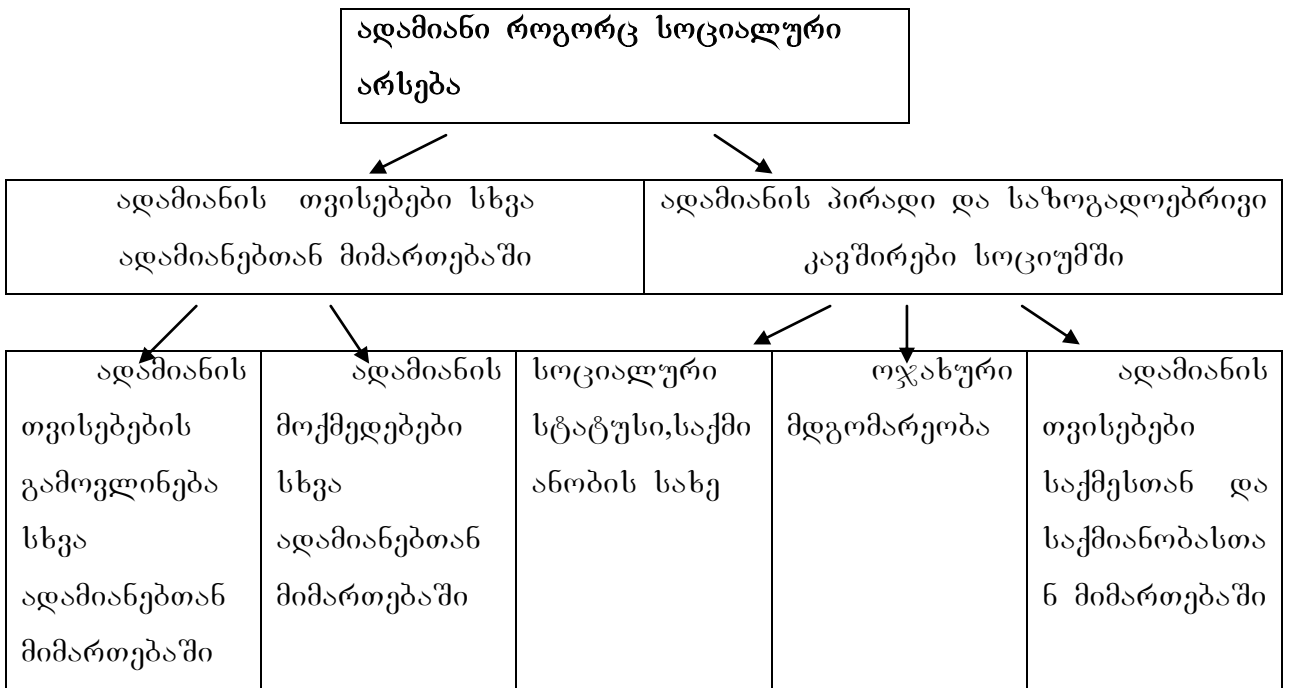 ადამიანი როგორც სოციალური
არსება
ადამიანის თვისებები სხვა
ადამიანებთან მიმართებაში
ადამიანის პირადი და საზოგადოებრივი
კავშირები სოციუმში
ადამიანის
თვისებების
გამოვლინება
სხვა
ადამიანებთან
მიმართებაში
ადამიანის
მოქმედებები
სხვა
ადამიანებთან
მიმართებაში
სოციალური
სტატუსი,საქმი
ანობის სახე
ოჯახური
მდგომარეობა
ადამიანის
თვისებები
საქმესთან და
საქმიანობასთა
ნ მიმართებაში